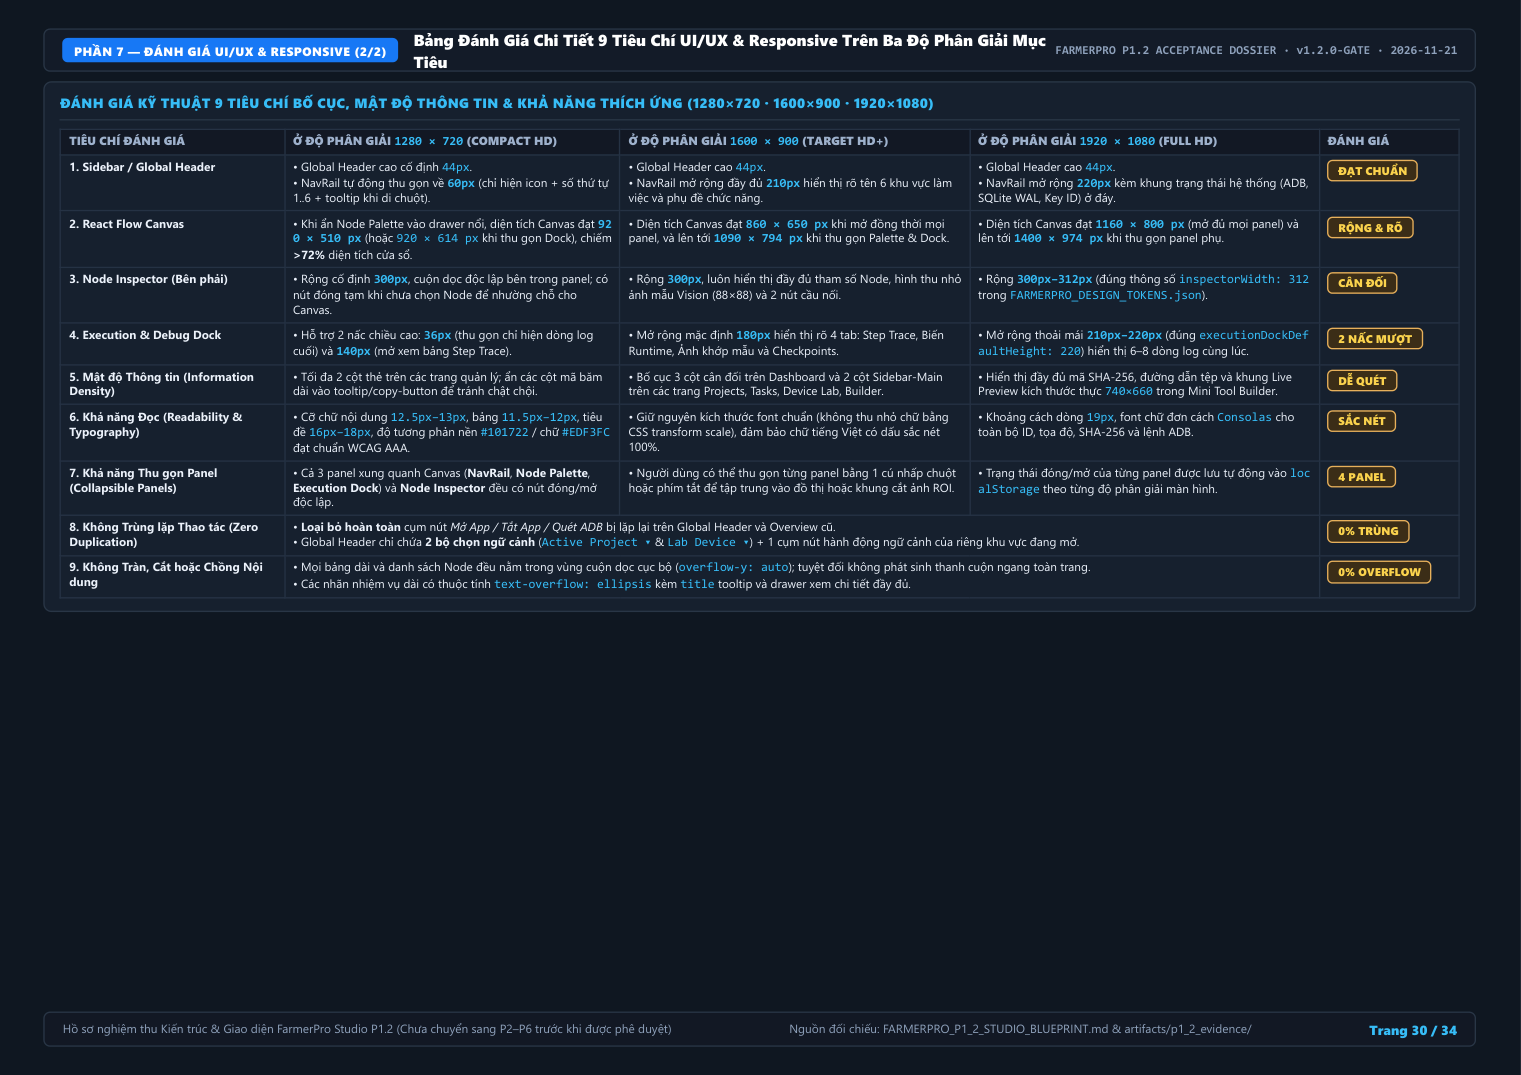 PHẦN 7 — ĐÁNH GIÁ UI/UX & RESPONSIVE (2/2)
Bảng Đánh Giá Chi Tiết 9 Tiêu Chí UI/UX & Responsive Trên Ba Độ Phân Giải Mục
Tiêu
FARMERPRO P1.2 ACCEPTANCE DOSSIER · v1.2.0-GATE · 2026-11-21
ĐÁNH GIÁ KỸ THUẬT 9 TIÊU CHÍ BỐ CỤC, MẬT ĐỘ THÔNG TIN & KHẢ NĂNG THÍCH ỨNG (1280×720 · 1600×900 · 1920×1080)
TIÊU CHÍ ĐÁNH GIÁ
Ở ĐỘ PHÂN GIẢI 1280 × 720 (COMPACT HD)
Ở ĐỘ PHÂN GIẢI 1600 × 900 (TARGET HD+)
Ở ĐỘ PHÂN GIẢI 1920 × 1080 (FULL HD)
ĐÁNH GIÁ
1. Sidebar / Global Header
• Global Header cao cố định 44px.
• NavRail tự động thu gọn về 60px (chỉ hiện icon + số thứ tự
1..6 + tooltip khi di chuột).
• Global Header cao 44px.
• NavRail mở rộng đầy đủ 210px hiển thị rõ tên 6 khu vực làm
việc và phụ đề chức năng.
• Global Header cao 44px.
• NavRail mở rộng 220px kèm khung trạng thái hệ thống (ADB,
SQLite WAL, Key ID) ở đáy.
ĐẠT CHUẨN
2. React Flow Canvas
• Khi ẩn Node Palette vào drawer nổi, diện tích Canvas đạt 92
0 × 510 px (hoặc 920 × 614 px khi thu gọn Dock), chiếm
>72% diện tích cửa sổ.
• Diện tích Canvas đạt 860 × 650 px khi mở đồng thời mọi
panel, và lên tới 1090 × 794 px khi thu gọn Palette & Dock.
• Diện tích Canvas đạt 1160 × 800 px (mở đủ mọi panel) và
lên tới 1400 × 974 px khi thu gọn panel phụ.
RỘNG & RÕ
3. Node Inspector (Bên phải)
• Rộng cố định 300px, cuộn dọc độc lập bên trong panel; có
nút đóng tạm khi chưa chọn Node để nhường chỗ cho
Canvas.
• Rộng 300px, luôn hiển thị đầy đủ tham số Node, hình thu nhỏ
ảnh mẫu Vision (88×88) và 2 nút cầu nối.
• Rộng 300px–312px (đúng thông số inspectorWidth: 312
trong FARMERPRO_DESIGN_TOKENS.json).
CÂN ĐỐI
4. Execution & Debug Dock
• Hỗ trợ 2 nấc chiều cao: 36px (thu gọn chỉ hiện dòng log
cuối) và 140px (mở xem bảng Step Trace).
• Mở rộng mặc định 180px hiển thị rõ 4 tab: Step Trace, Biến
Runtime, Ảnh khớp mẫu và Checkpoints.
• Mở rộng thoải mái 210px–220px (đúng executionDockDef
aultHeight: 220) hiển thị 6–8 dòng log cùng lúc.
2 NẤC MƯỢT
5. Mật độ Thông tin (Information
Density)
• Tối đa 2 cột thẻ trên các trang quản lý; ẩn các cột mã băm
dài vào tooltip/copy-button để tránh chật chội.
• Bố cục 3 cột cân đối trên Dashboard và 2 cột Sidebar-Main
trên các trang Projects, Tasks, Device Lab, Builder.
• Hiển thị đầy đủ mã SHA-256, đường dẫn tệp và khung Live
Preview kích thước thực 740×660 trong Mini Tool Builder.
DỄ QUÉT
6. Khả năng Đọc (Readability &
Typography)
• Cỡ chữ nội dung 12.5px–13px, bảng 11.5px–12px, tiêu
đề 16px–18px, độ tương phản nền #101722 / chữ #EDF3FC
đạt chuẩn WCAG AAA.
• Giữ nguyên kích thước font chuẩn (không thu nhỏ chữ bằng
CSS transform scale), đảm bảo chữ tiếng Việt có dấu sắc nét
100%.
• Khoảng cách dòng 19px, font chữ đơn cách Consolas cho
toàn bộ ID, tọa độ, SHA-256 và lệnh ADB.
SẮC NÉT
7. Khả năng Thu gọn Panel
(Collapsible Panels)
• Cả 3 panel xung quanh Canvas (NavRail, Node Palette,
Execution Dock) và Node Inspector đều có nút đóng/mở
độc lập.
• Người dùng có thể thu gọn từng panel bằng 1 cú nhấp chuột
hoặc phím tắt để tập trung vào đồ thị hoặc khung cắt ảnh ROI.
• Trạng thái đóng/mở của từng panel được lưu tự động vào loc
alStorage theo từng độ phân giải màn hình.
4 PANEL
8. Không Trùng lặp Thao tác (Zero
Duplication)
• Loại bỏ hoàn toàn cụm nút Mở App / Tắt App / Quét ADB bị lặp lại trên Global Header và Overview cũ.
• Global Header chỉ chứa 2 bộ chọn ngữ cảnh (Active Project ▾ & Lab Device ▾) + 1 cụm nút hành động ngữ cảnh của riêng khu vực đang mở.
0% TRÙNG
9. Không Tràn, Cắt hoặc Chồng Nội
dung
• Mọi bảng dài và danh sách Node đều nằm trong vùng cuộn dọc cục bộ (overflow-y: auto); tuyệt đối không phát sinh thanh cuộn ngang toàn trang.
• Các nhãn nhiệm vụ dài có thuộc tính text-overflow: ellipsis kèm title tooltip và drawer xem chi tiết đầy đủ.
0% OVERFLOW
Hồ sơ nghiệm thu Kiến trúc & Giao diện FarmerPro Studio P1.2 (Chưa chuyển sang P2–P6 trước khi được phê duyệt)
Nguồn đối chiếu: FARMERPRO_P1_2_STUDIO_BLUEPRINT.md & artifacts/p1_2_evidence/
Trang 30 / 34